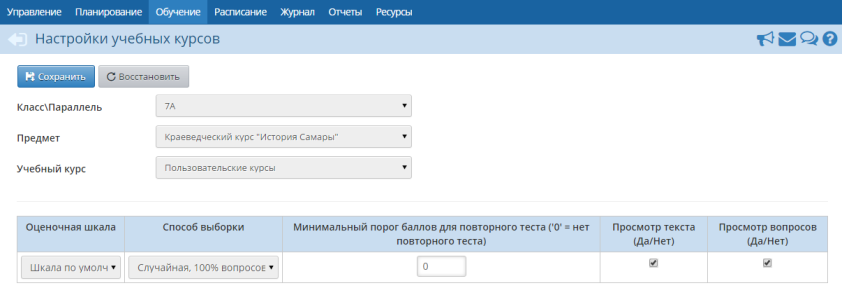 Управление Планирование Обучение Расписание Журнал Отчеты Ресурсы
Настройки учебных курсов
Сохранить Восстановить
Класс\Параллель 7А
Предмет Краеведческий курс "История Самары"
Учебный курс Пользовательские курсы
Оценочная шкала Способ выборки Минимальный порог баллов для повторного теста ('0' = нет Просмотр текста Просмотр вопросов
повторного теста) (Да/Нет) (Да/Нет)
Шкала по умолч Случайная, 100% вопросов 0